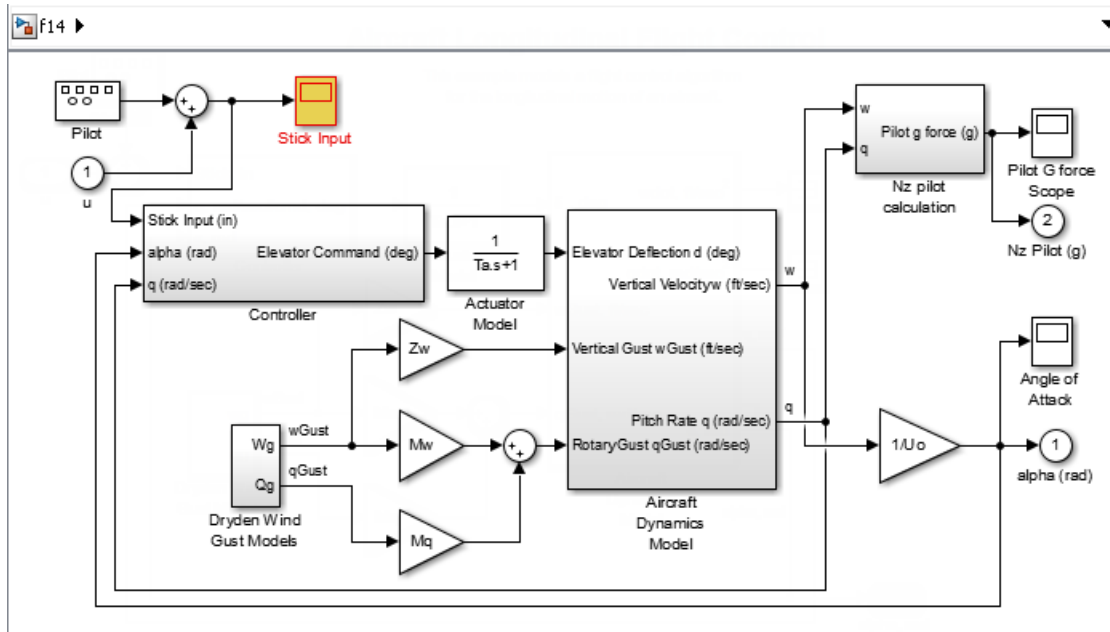 f14
Pilot
Stick Input
1
u
w
Pilot g force (g)
q
Nz pilot
calculation
Pilot G force
Scope
2
Nz Pilot (g)
Stick Input (in)
alpha (rad)
Elevator Command (deg)
q (rad/sec)
Controller
1
Ta.s+1
Actuator
Model
Elevator Deflection d (deg)
Vertical Velocityw (ft/sec)
Vertical Gust wGust (ft/sec)
Pitch Rate q (rad/sec)
RotaryGust qGust (rad/sec)
Aircraft
Dynamics
Model
w
q
Zw
Mw
Mq
Wg
Qg
wGust
qGust
Dryden Wind
Gust Models
1/Uo
Angle of
Attack
1
alpha (rad)